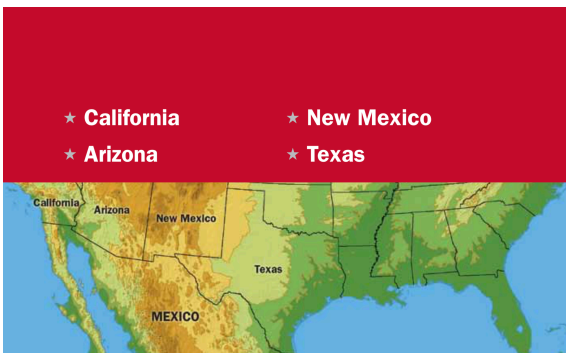 ★ California
★ New Mexico
★ Arizona
★ Texas
California
Arizona
New Mexico
Texas
MEXICO